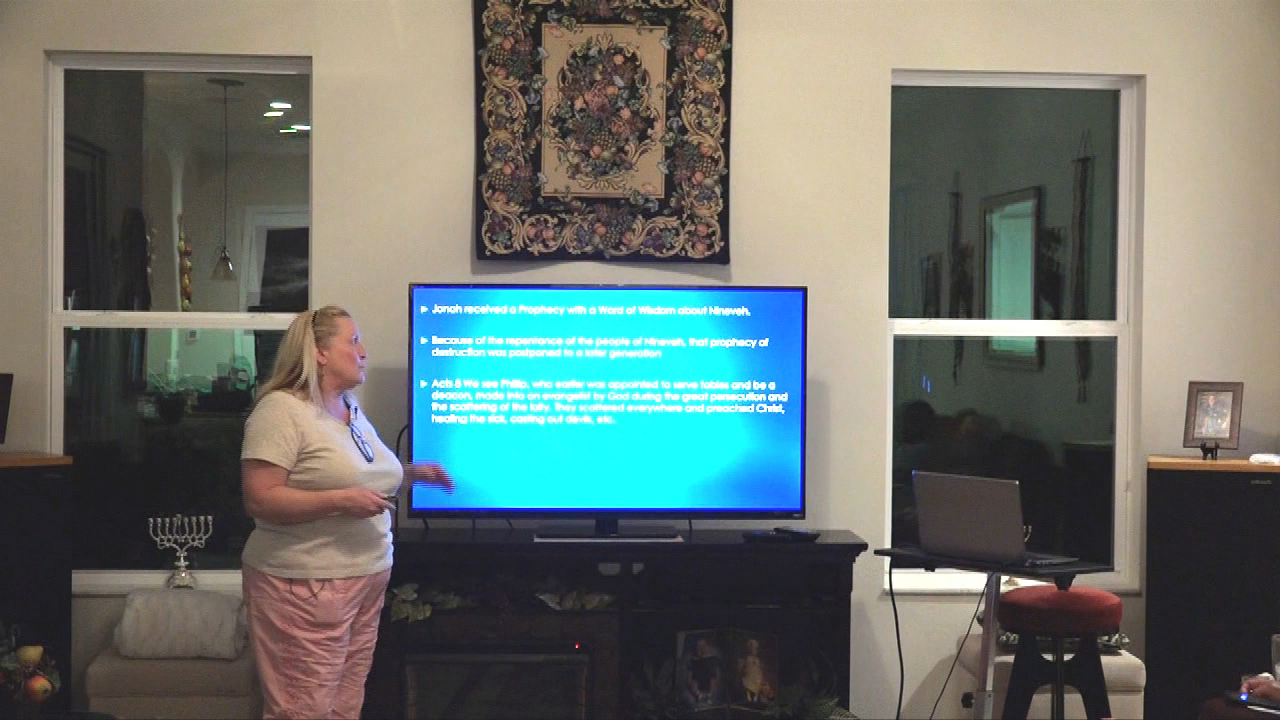 Jonah received a Prophecy with a Word of Wisdom about Nineveh.
Because of the repentance of the people of Nineveh, that prophecy of
destruction was postponed to a later generation
Acts 8 We see Philip, who earlier was appointed to serve tables and be a
deacon, made into an evangelist by God during the great persecution and
the scattering of the laity. They scattered everywhere and preached Christ,
healing the sick, casting out devils, etc.